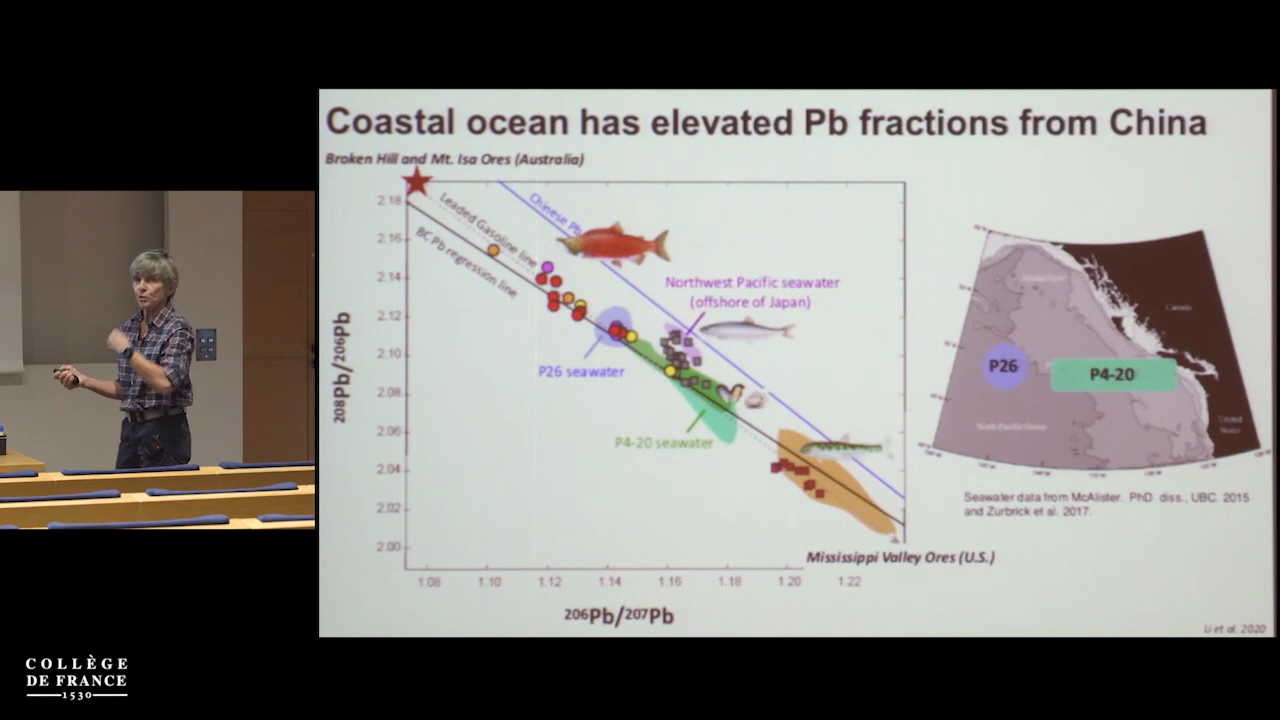 Coastal ocean has elevated Pb fractions from China
Broken Hill and Mt. Isa Ores (Australia)
Leaded Gasoline line
BC Pb regression line
Chinese Pb
Northwest Pacific seawater
(offshore of Japan)
P26 seawater
P4-20 seawater
Mississippi Valley Ores (U.S.)
208Pb/206Pb
2.18
2.16
2.14
2.12
2.10
2.08
2.06
2.04
2.02
2.00
1.08
1.10
1.12
1.14
1.16
1.18
1.20
1.22
206Pb/207Pb
Canada
P26
P4-20
North Pacific Ocean
United
States
Seawater data from McAlister. PhD diss., UBC. 2015
and Zurbrick et al. 2017.
Li et al. 2020
COLLÈGE
DE FRANCE
1530